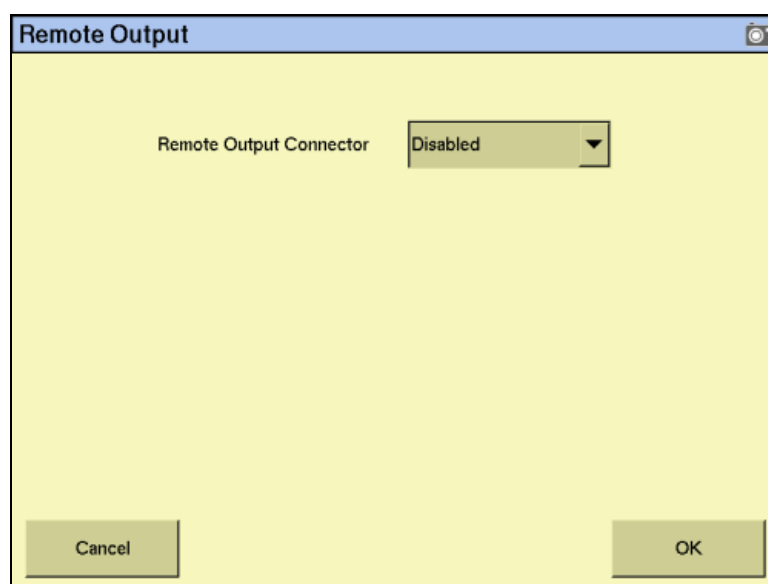 Remote Output
Remote Output Connector
Disabled
Cancel
OK